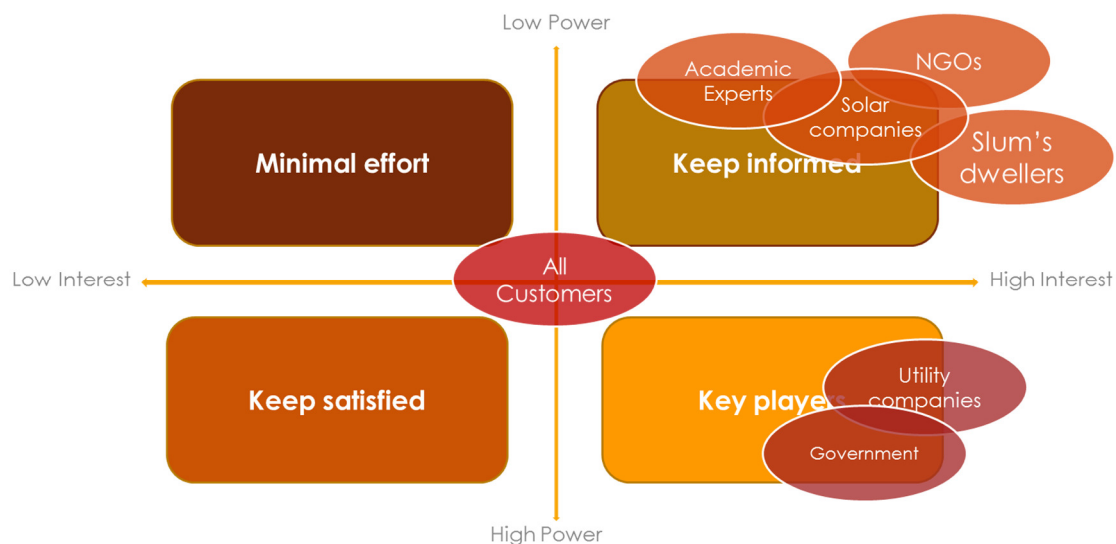 Low Power
Academic
Experts
NGOs
Solar
companies
Slum's
dwellers
Minimal effort
Keep informed
Low Interest
All
Customers
High Interest
Keep satisfied
Key players
Utility
companies
Government
High Power